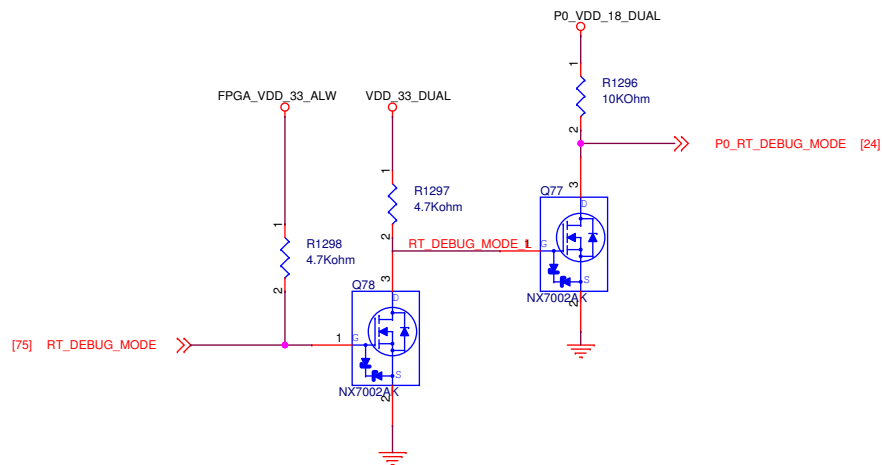 P0_VDD_18_DUAL
1
R1296
10KOhm
2
FPGA_VDD_33_ALW
VDD_33_DUAL
P0_RT_DEBUG_MODE [24]
1
R1297
4.7Kohm
2
3
Q77
D
RT_DEBUG_MODE_L
1
G
S
NX7002AK
2
1
R1298
4.7Kohm
2
3
Q78
D
[75] RT_DEBUG_MODE
1
G
S
NX7002AK
2